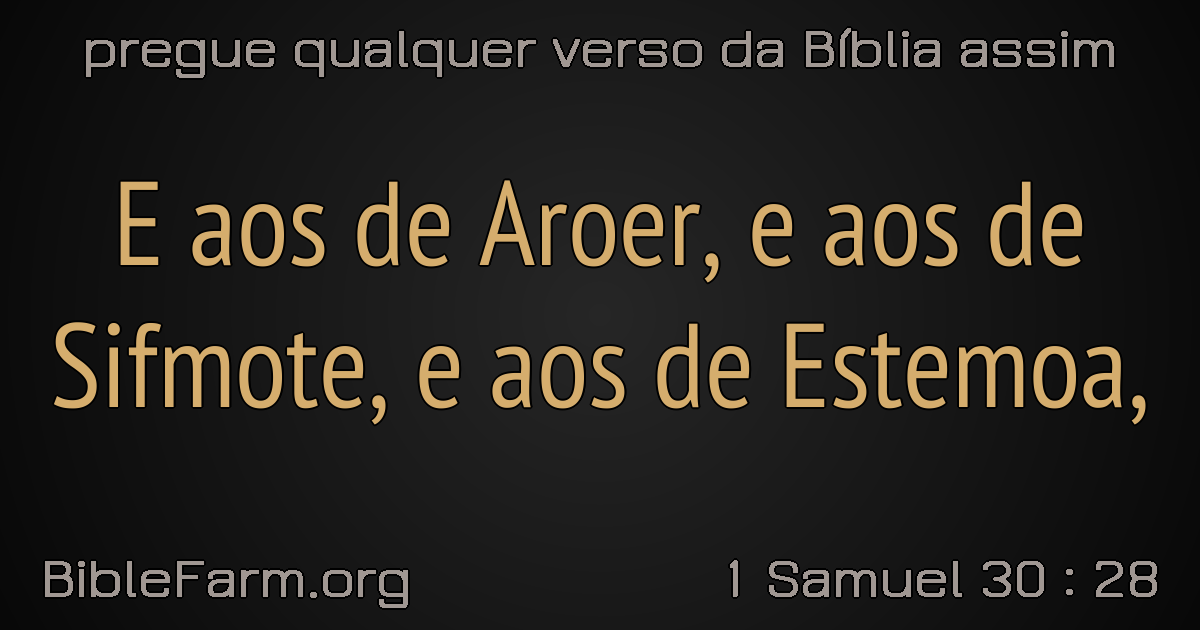 pregue qualquer verso da Bíblia assim
E aos de Aroer, e aos de
Sifmote, e aos de Estemoa,
BibleFarm.org
1 Samuel 30 : 28